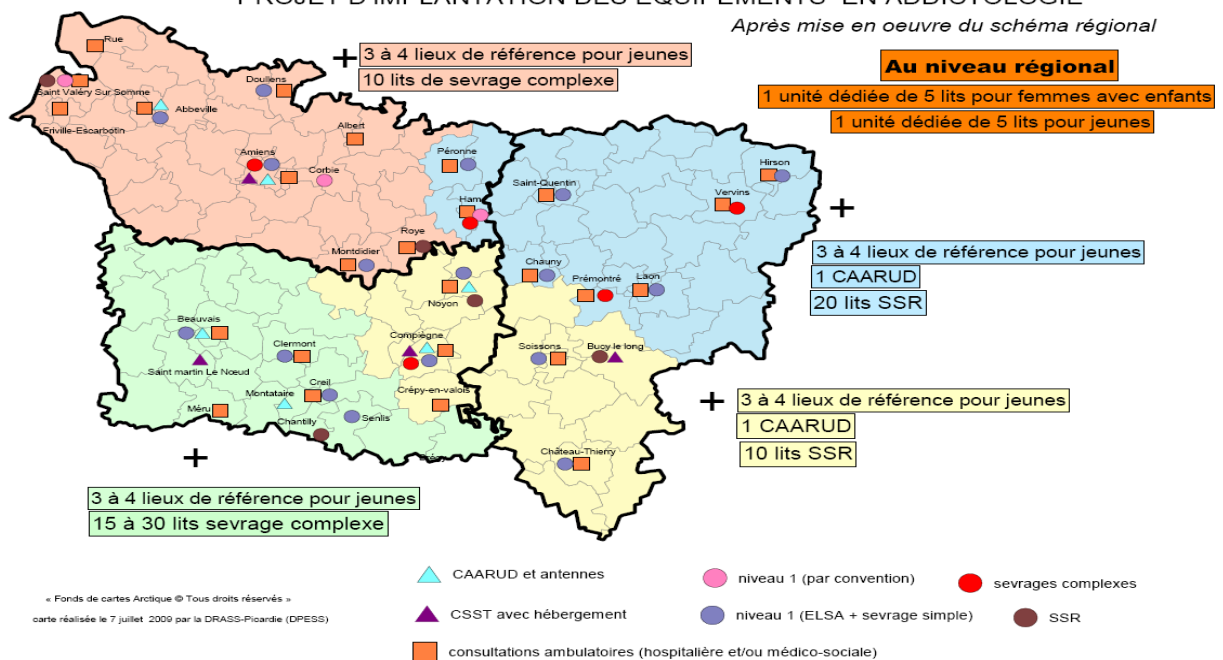 PROJET D'IMPLANTATION DES EQUIPEMENTS EN ADDICTOLOGIE
Après mise en oeuvre du schéma régional
Au niveau régional
1 unité dédiée de 5 lits pour femmes avec enfants
1 unité dédiée de 5 lits pour jeunes
+ 3 à 4 lieux de référence pour jeunes
10 lits de sevrage complexe
Rue
Saint Valéry Sur Somme
Friville-Escarbotin
Abbeville
Doullens
Albert
Amiens
Corbie
Péronne
Ham
Roye
Montdidier
Saint-Quentin
Hirson
Vervins
Chauny
Prémontré
Laon
+
3 à 4 lieux de référence pour jeunes
1 CAARUD
20 lits SSR
Noyon
Compiègne
Crépy-en-valois
Soissons
Bucy le long
Château-Thierry
+ 3 à 4 lieux de référence pour jeunes
1 CAARUD
10 lits SSR
Beauvais
Saint martin Le Nœud
Clermont
Creil
Montataire
Méru
Senlis
Chantilly
+
3 à 4 lieux de référence pour jeunes
15 à 30 lits sevrage complexe
CAARUD et antennes
niveau 1 (par convention)
sevrages complexes
CSST avec hébergement
niveau 1 (ELSA + sevrage simple)
SSR
consultations ambulatoires (hospitalière et/ou médico-sociale)
« Fonds de cartes Arctique © Tous droits réservés »
carte réalisée le 7 juillet 2009 par la DRASS-Picardie (DPESS)